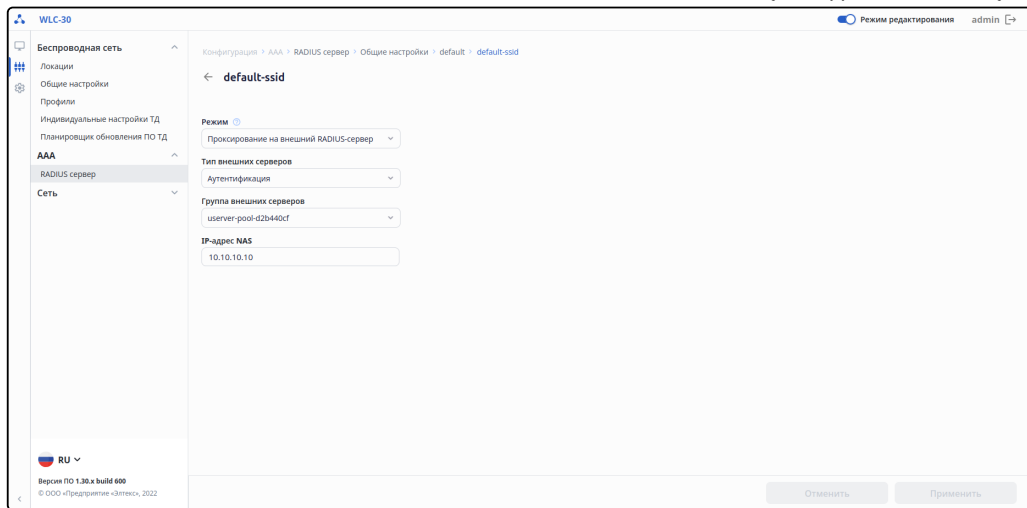 WLC-30
Режим редактирования
admin
Беспроводная сеть
Локации
Общие настройки
Профили
Индивидуальные настройки ТД
Планировщик обновления ПО ТД
AAA
RADIUS сервер
Сеть
RU
Версия ПО 1.30.x build 600
© ООО «Предприятие «Элтекс», 2022
Конфигурация > AAA > RADIUS сервер > Общие настройки > default > default-ssid
← default-ssid
Режим
Проксирование на внешний RADIUS-сервер
Тип внешних серверов
Аутентификация
Группа внешних серверов
userver-pool-d2b440cf
IP-адрес NAS
10.10.10.10
Отменить
Применить